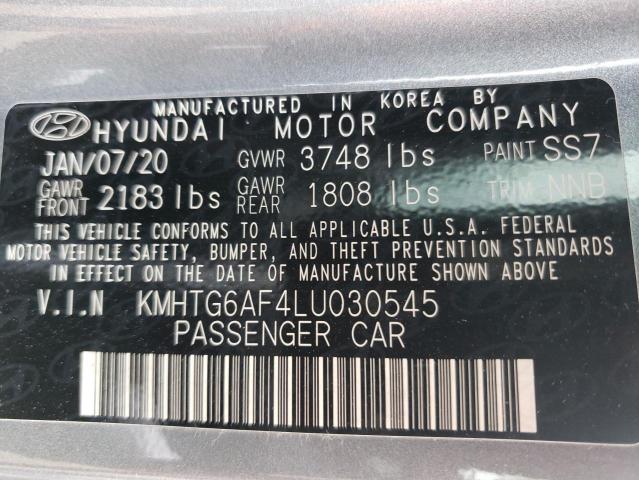 MANUFACTURED IN KOREA BY
HYUNDAI MOTOR COMPANY
JAN/07/20 GVWR 3748 lbs PAINT SS7
GAWR FRONT 2183 lbs GAWR REAR 1808 lbs TRIM NNB
THIS VEHICLE CONFORMS TO ALL APPLICABLE U.S.A. FEDERAL
MOTOR VEHICLE SAFETY, BUMPER, AND THEFT PREVENTION STANDARDS
IN EFFECT ON THE DATE OF MANUFACTURE SHOWN ABOVE.
V.I.N KMHTG6AF4LU030545
PASSENGER CAR